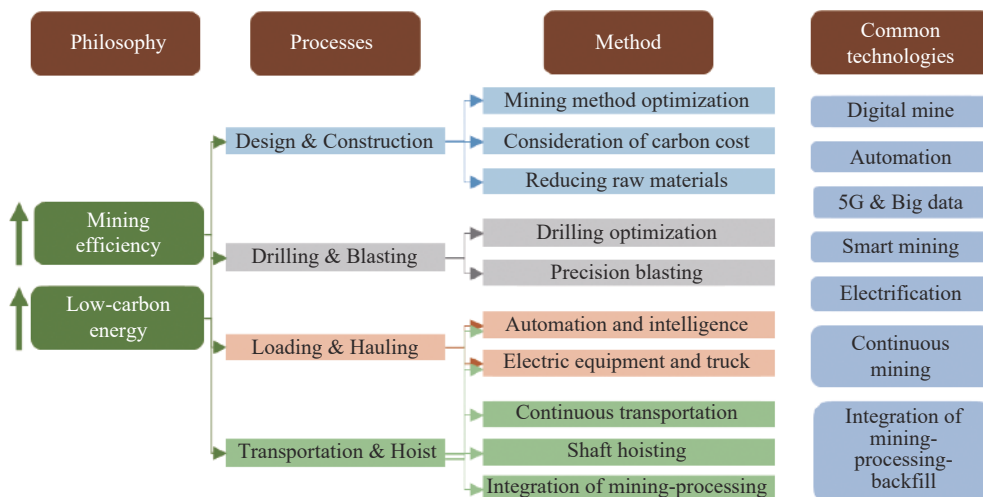 Philosophy
Processes
Method
Common
technologies
Mining
efficiency
Low-carbon
energy
Design & Construction
Drilling & Blasting
Loading & Hauling
Transportation & Hoist
Mining method optimization
Consideration of carbon cost
Reducing raw materials
Drilling optimization
Precision blasting
Automation and intelligence
Electric equipment and truck
Continuous transportation
Shaft hoisting
Integration of mining-processing
Digital mine
Automation
5G & Big data
Smart mining
Electrification
Continuous
mining
Integration of
mining-
processing-
backfill